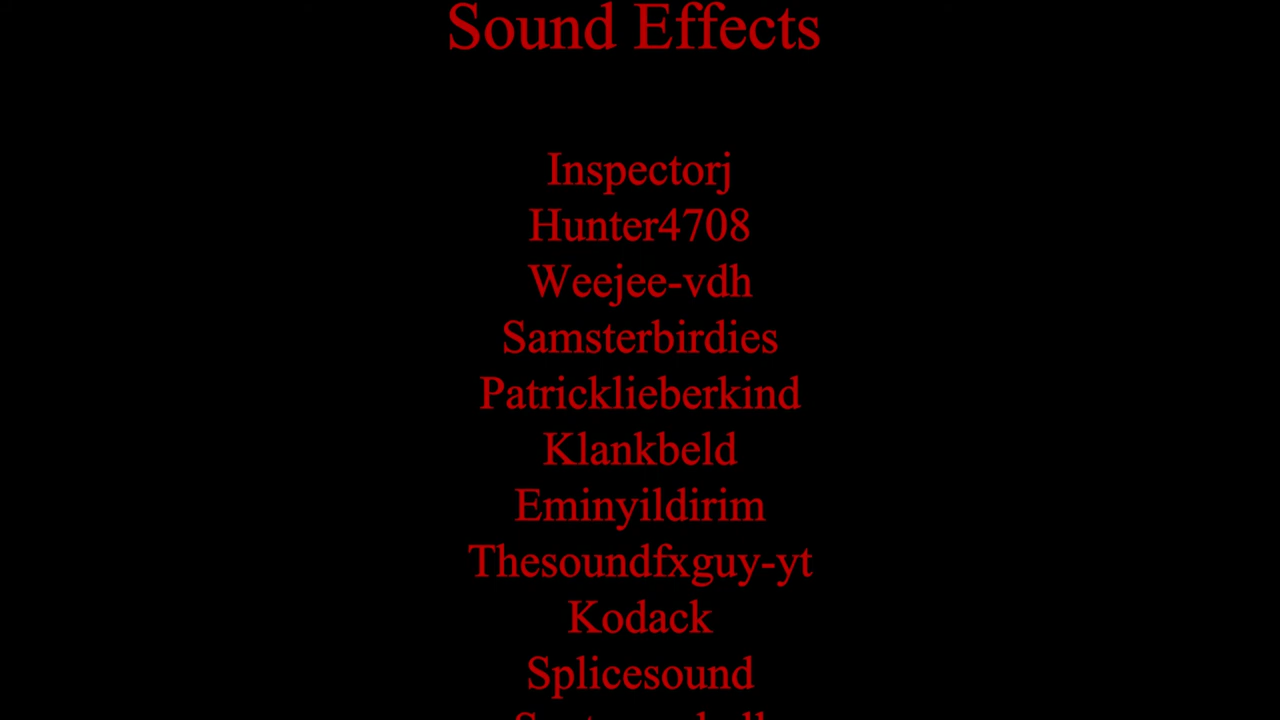 Sound Effects
Inspectorj
Hunter4708
Weejee-vdh
Samsterbirdies
Patricklieberkind
Klankbeld
Eminyildirim
Thesoundfxguy-yt
Kodack
Splicesound